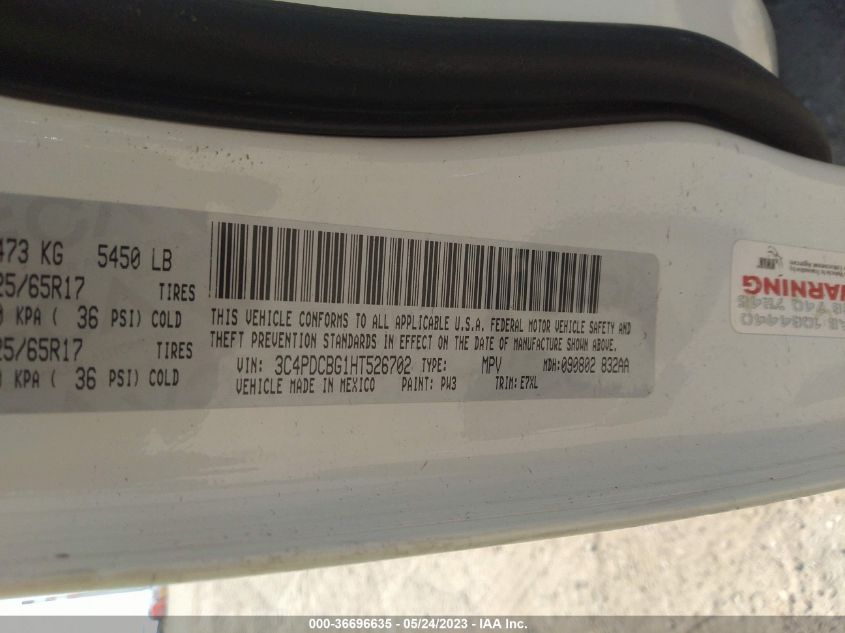 473 KG 5450 LB
25/65R17 TIRES
0 KPA ( 36 PSI) COLD
25/65R17 TIRES
0 KPA ( 36 PSI) COLD
THIS VEHICLE CONFORMS TO ALL APPLICABLE U.S.A. FEDERAL MOTOR VEHICLE SAFETY AND
THEFT PREVENTION STANDARDS IN EFFECT ON THE DATE OF MANUFACTURE SHOWN ABOVE.
VIN: 3C4PDCBG1HT526702 TYPE: MPV MDH:090802 832AA
VEHICLE MADE IN MEXICO PAINT: PW3 TRIM: E7XL
WARNING
000-36696635 - 05/24/2023 - IAA Inc.